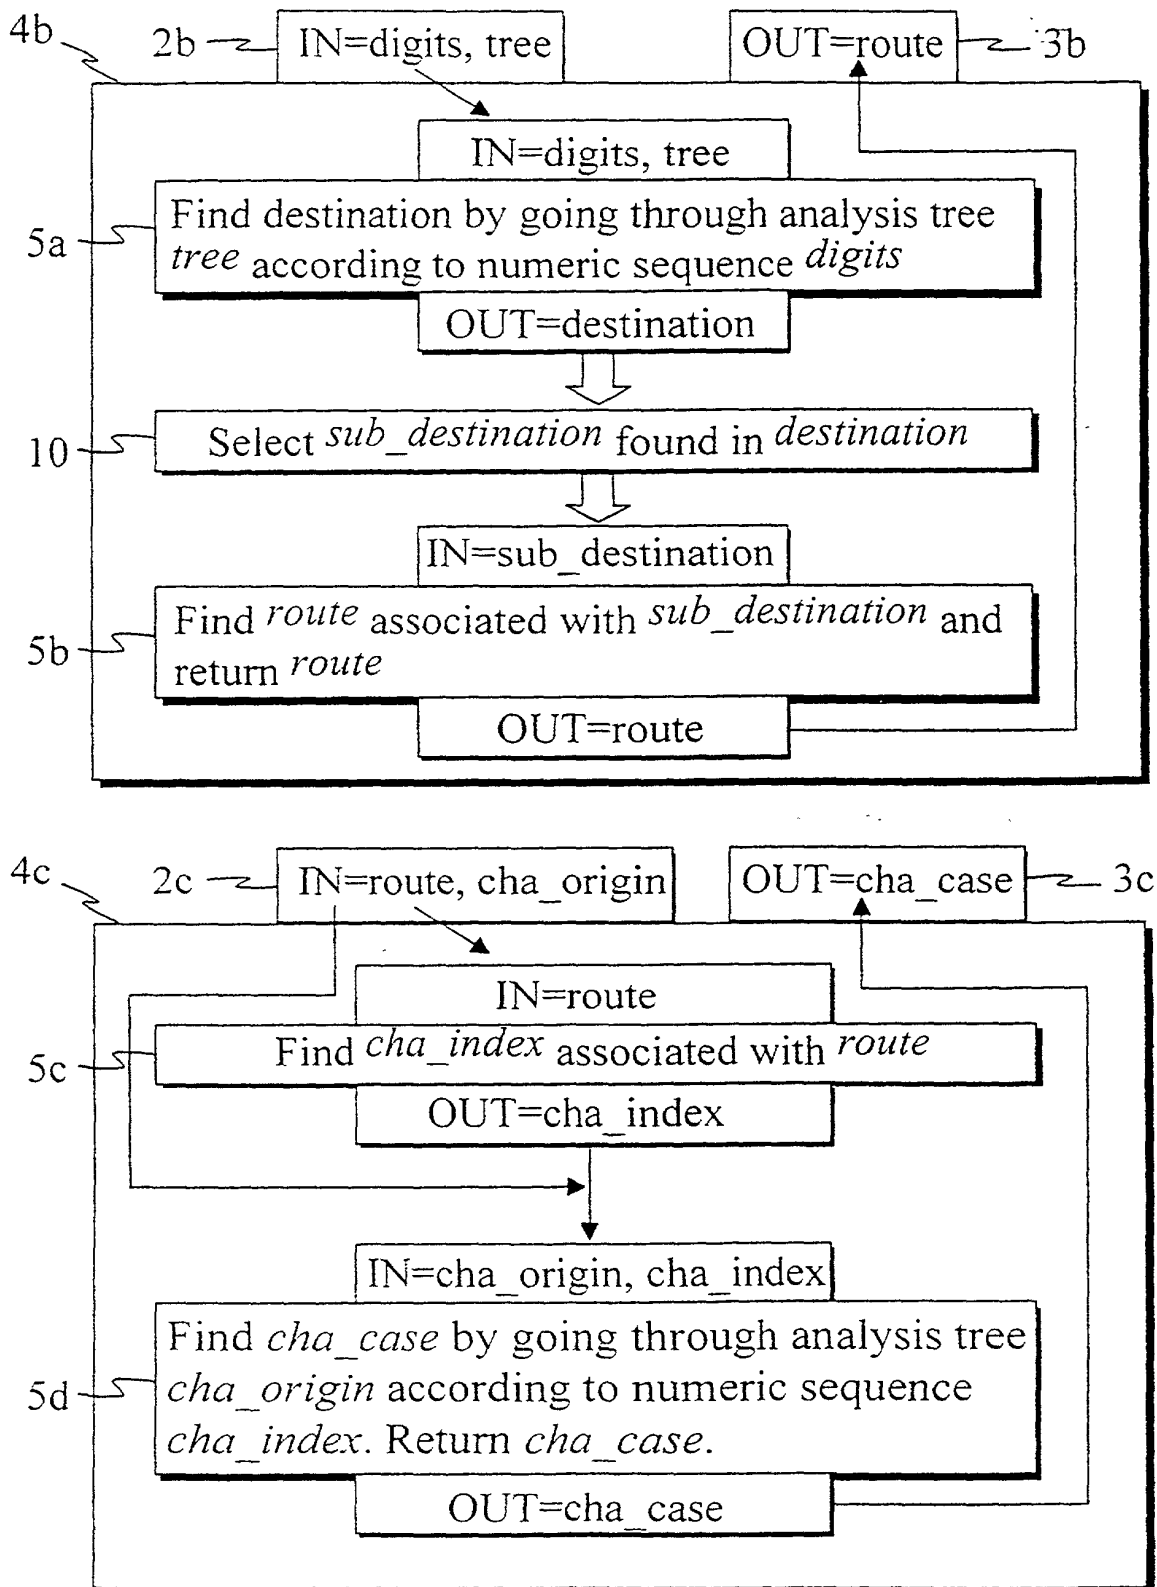 4b
2b
IN=digits, tree
OUT=route
3b
IN=digits, tree
5a
Find destination by going through analysis tree
tree according to numeric sequence digits
OUT=destination
10
Select sub_destination found in destination
IN=sub_destination
5b
Find route associated with sub_destination and
return route
OUT=route
4c
2c
IN=route, cha_origin
OUT=cha_case
3c
IN=route
5c
Find cha_index associated with route
OUT=cha_index
IN=cha_origin, cha_index
5d
Find cha_case by going through analysis tree
cha_origin according to numeric sequence
cha_index. Return cha_case.
OUT=cha_case